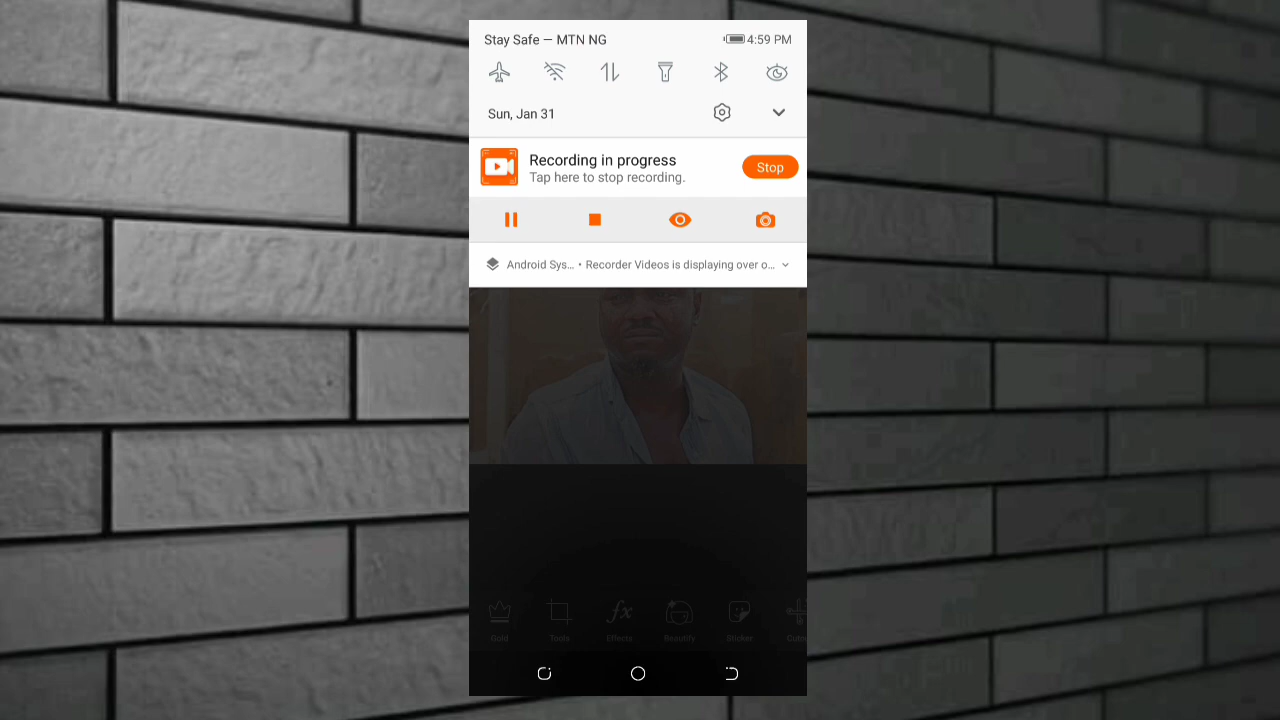 Stay Safe — MTN NG
4:59 PM
Sun, Jan 31
Recording in progress
Tap here to stop recording.
Stop
Android Sys... • Recorder Videos is displaying over o...
Gold
Tools
Effects
Beautify
Sticker
Cuto